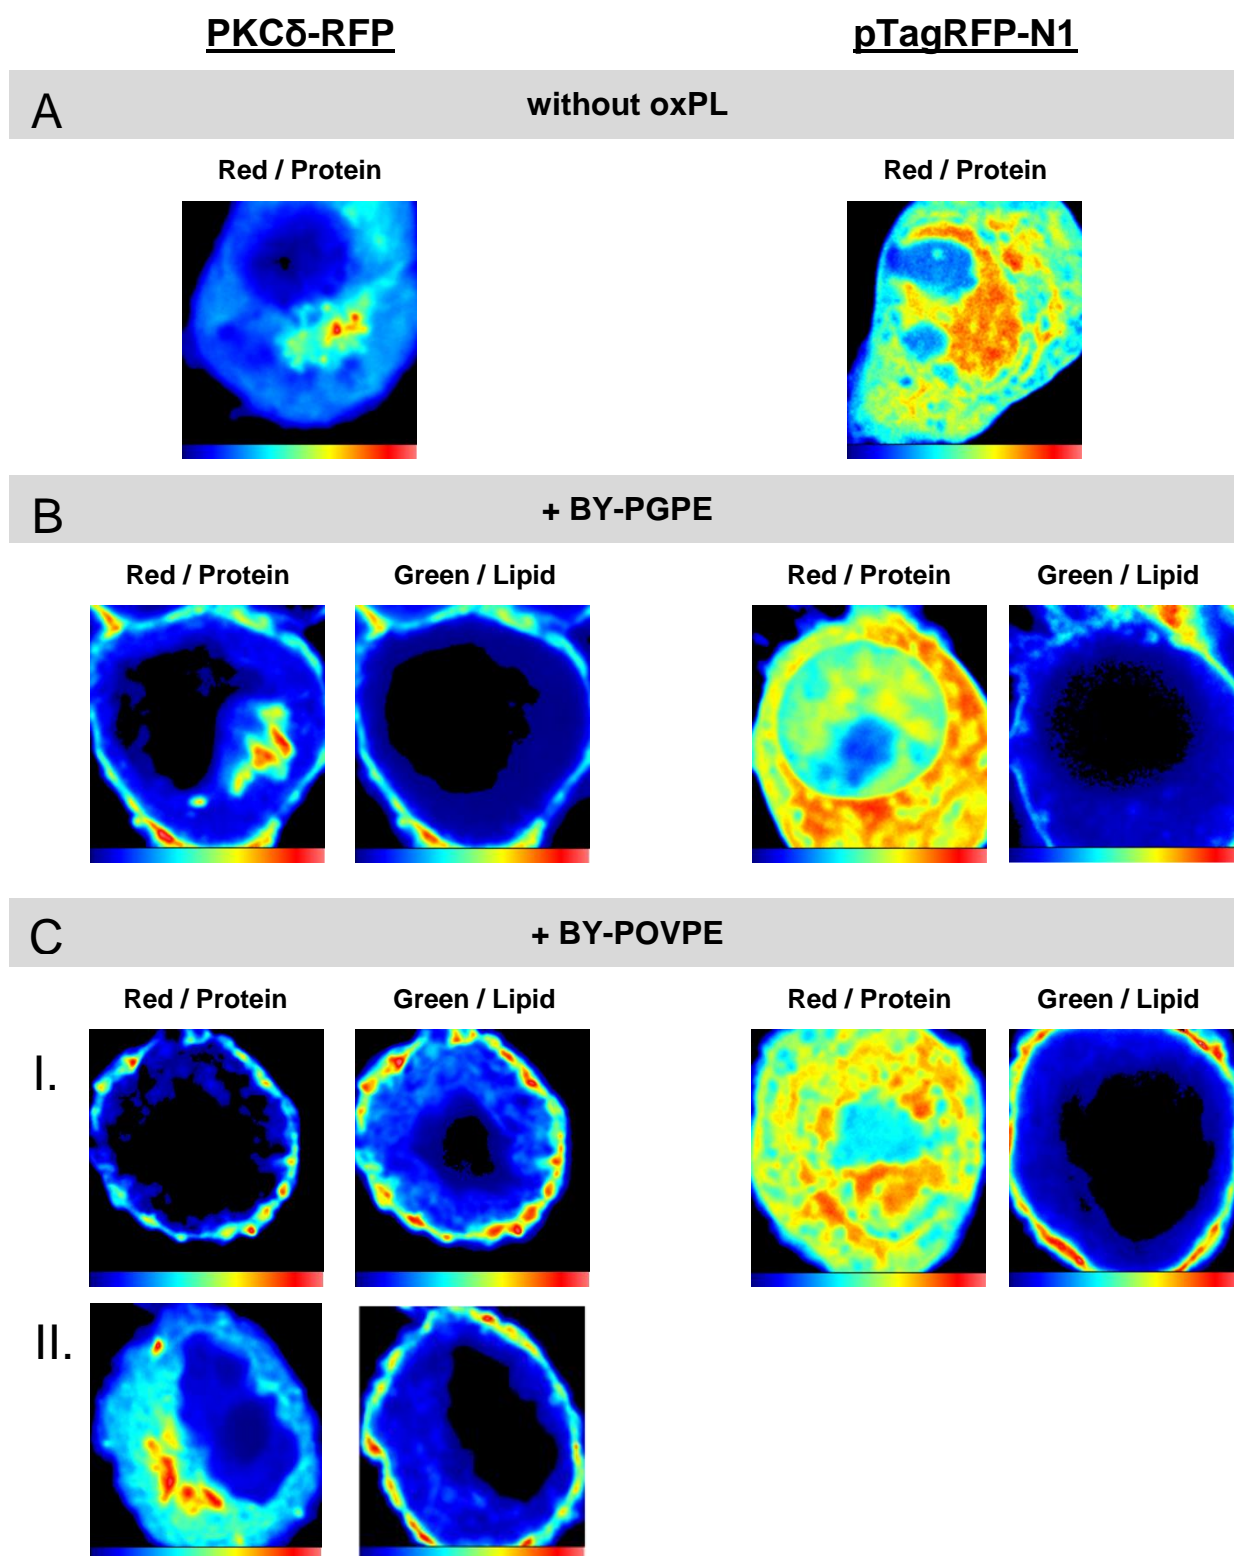 PKCδ-RFP pTagRFP-N1
A without oxPL
Red / Protein Red / Protein
B + BY-PGPE
Red / Protein Green / Lipid Red / Protein Green / Lipid
C + BY-POVPE
Red / Protein Green / Lipid Red / Protein Green / Lipid
I.
II.